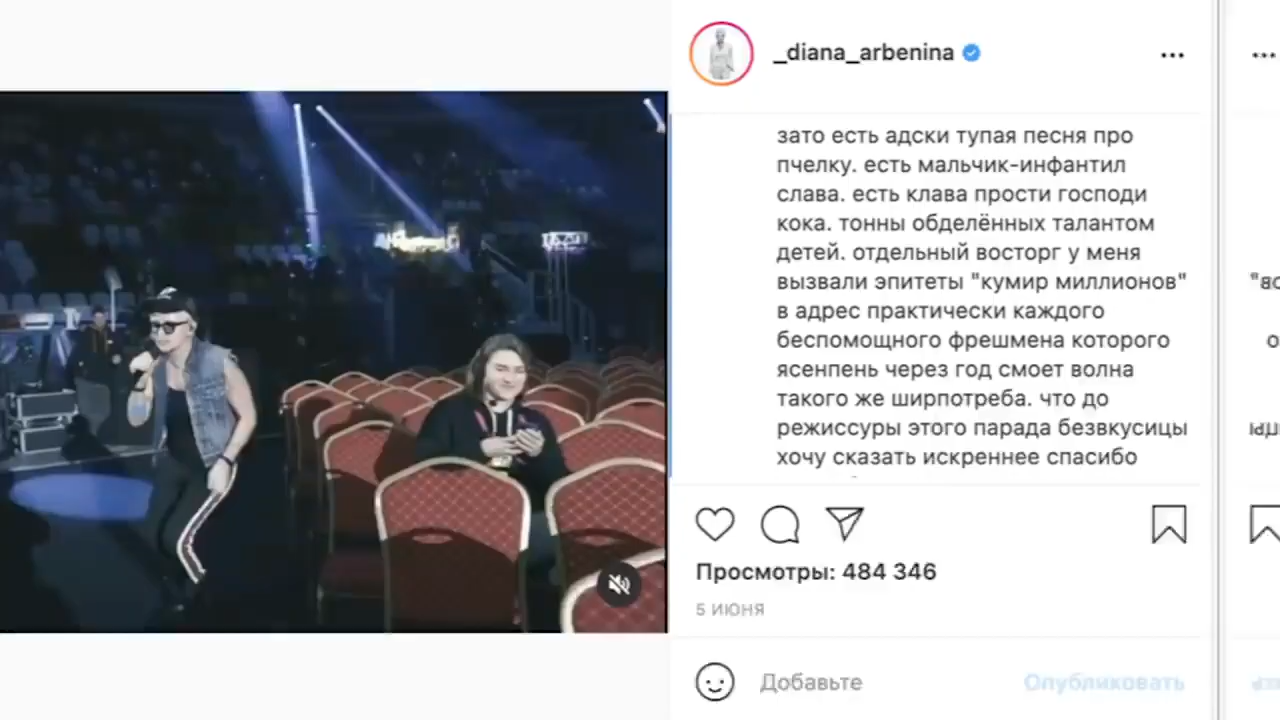 _diana_arbenina
зато есть адски тупая песня про
пчелку. есть мальчик-инфантил
слава. есть клава прости господи
кока. тонны обделённых талантом
детей. отдельный восторг у меня
вызвали эпитеты "кумир миллионов"
в адрес практически каждого
беспомощного фрешмена которого
ясенпень через год смоет волна
такого же ширпотреба. что до
режиссуры этого парада безвкусицы
хочу сказать искреннее спасибо
Просмотры: 484 346
5 ИЮНЯ
Добавьте
Опубликовать